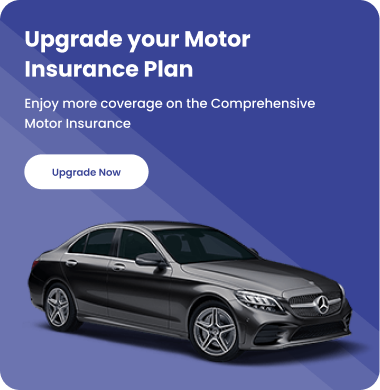 Upgrade your Motor
Insurance Plan
Enjoy more coverage on the Comprehensive
Motor Insurance
Upgrade Now